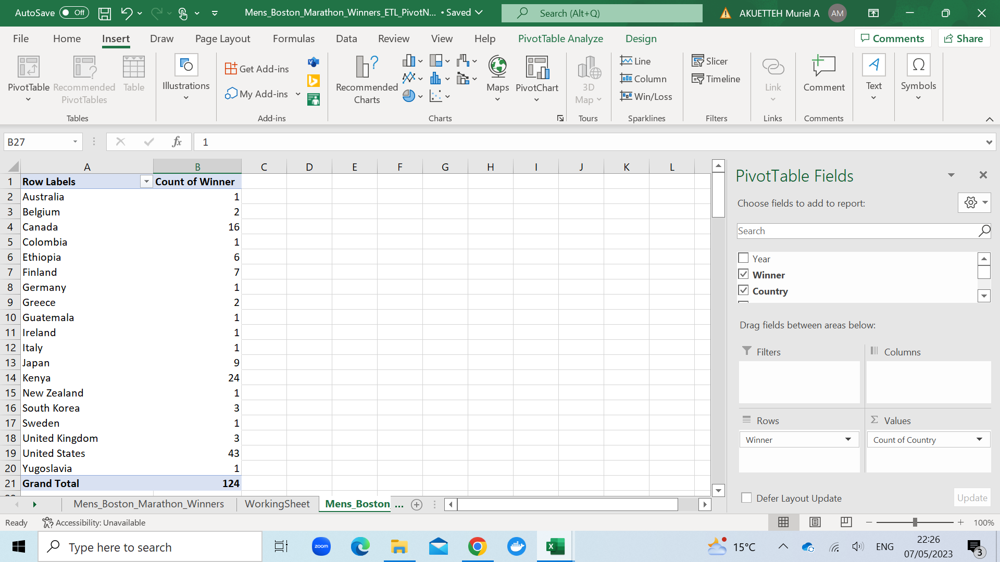 AutoSave Off Mens_Boston_Marathon_Winners_ETL_PivotN... • Saved Search (Alt+Q) AKUETTEH Muriel A AM
File Home Insert Draw Page Layout Formulas Data Review View Help PivotTable Analyze Design Comments Share
PivotTable
Recommended PivotTables
Table
Tables
Illustrations
Get Add-ins
My Add-ins
Add-ins
Recommended Charts
Maps
PivotChart
Charts
3D Map
Tours
Line
Column
Win/Loss
Sparklines
Slicer
Timeline
Filters
Link
Links
Comment
Comments
Text
Symbols
B27 fx 1
A B C D E F G H I J K L
1 Row Labels Count of Winner
2 Australia 1
3 Belgium 2
4 Canada 16
5 Colombia 1
6 Ethiopia 6
7 Finland 7
8 Germany 1
9 Greece 2
10 Guatemala 1
11 Ireland 1
12 Italy 1
13 Japan 9
14 Kenya 24
15 New Zealand 1
16 South Korea 3
17 Sweden 1
18 United Kingdom 3
19 United States 43
20 Yugoslavia 1
21 Grand Total 124
PivotTable Fields
Choose fields to add to report:
Search
Year
Winner
Country
Drag fields between areas below:
Filters Columns
Rows Σ Values
Winner Count of Country
Defer Layout Update Update
Mens_Boston_Marathon_Winners WorkingSheet Mens_Boston ...
Ready Accessibility: Unavailable 100%
Type here to search zoom 15°C ENG 22:26
07/05/2023 3